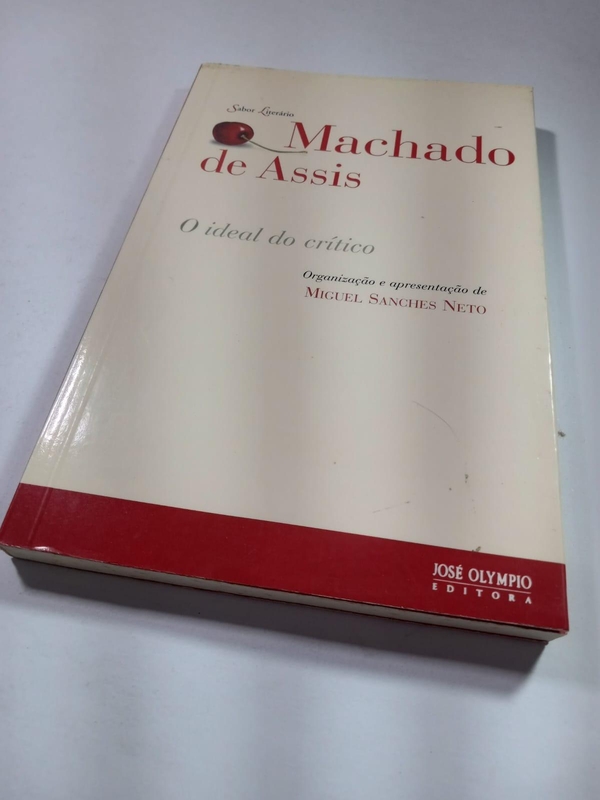 Sabor Literário
Machado
de Assis
O ideal do crítico
Organização e apresentação de
MIGUEL SANCHES NETO
JOSÉ OLYMPIO
EDITORA